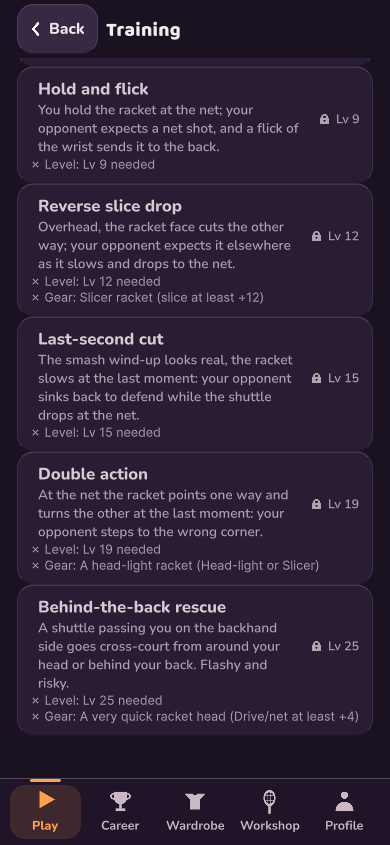 Back
Training
Hold and flick
You hold the racket at the net; your
opponent expects a net shot, and a flick of
the wrist sends it to the back.
× Level: Lv 9 needed
Lv 9
Reverse slice drop
Overhead, the racket face cuts the other
way; your opponent expects it elsewhere
as it slows and drops to the net.
× Level: Lv 12 needed
× Gear: Slicer racket (slice at least +12)
Lv 12
Last-second cut
The smash wind-up looks real, the racket
slows at the last moment: your opponent
sinks back to defend while the shuttle
drops at the net.
× Level: Lv 15 needed
Lv 15
Double action
At the net the racket points one way and
turns the other at the last moment: your
opponent steps to the wrong corner.
× Level: Lv 19 needed
× Gear: A head-light racket (Head-light or Slicer)
Lv 19
Behind-the-back rescue
A shuttle passing you on the backhand
side goes cross-court from around your
head or behind your back. Flashy and
risky.
× Level: Lv 25 needed
× Gear: A very quick racket head (Drive/net at least +4)
Lv 25
Play
Career
Wardrobe
Workshop
Profile